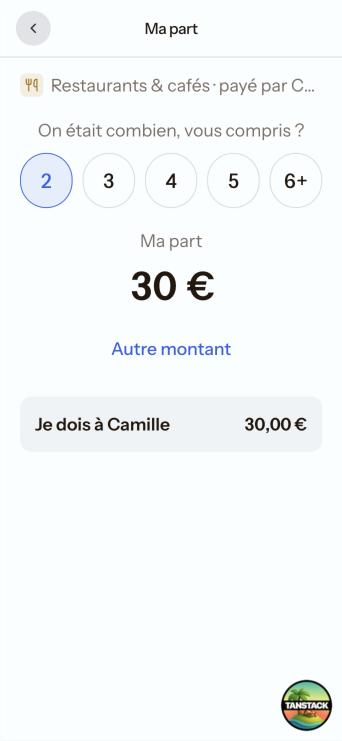 Ma part
Restaurants & cafés · payé par C...
On était combien, vous compris ?
2 3 4 5 6+
Ma part
30 €
Autre montant
Je dois à Camille 30,00 €
TANSTACK